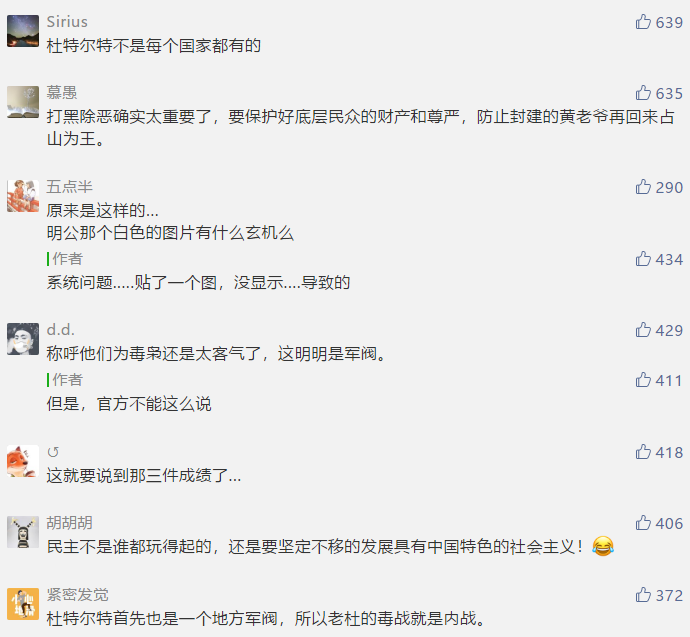 Sirius
639
杜特尔特不是每个国家都有的
慕愚
635
打黑除恶确实太重要了，要保护好底层民众的财产和尊严，防止封建的黄老爷再回来占
山为王。
五点半
290
原来是这样的...
明公那个白色的图片有什么玄机么
作者
434
系统问题.....贴了一个图，没显示....导致的
d.d.
429
称呼他们为毒枭还是太客气了，这明明是军阀。
作者
411
但是，官方不能这么说
↺
418
这就要说到那三件成绩了...
胡胡胡
406
民主不是谁都玩得起的，还是要坚定不移的发展具有中国特色的社会主义！😂
紧密发觉
372
杜特尔特首先也是一个地方军阀，所以老杜的毒战就是内战。